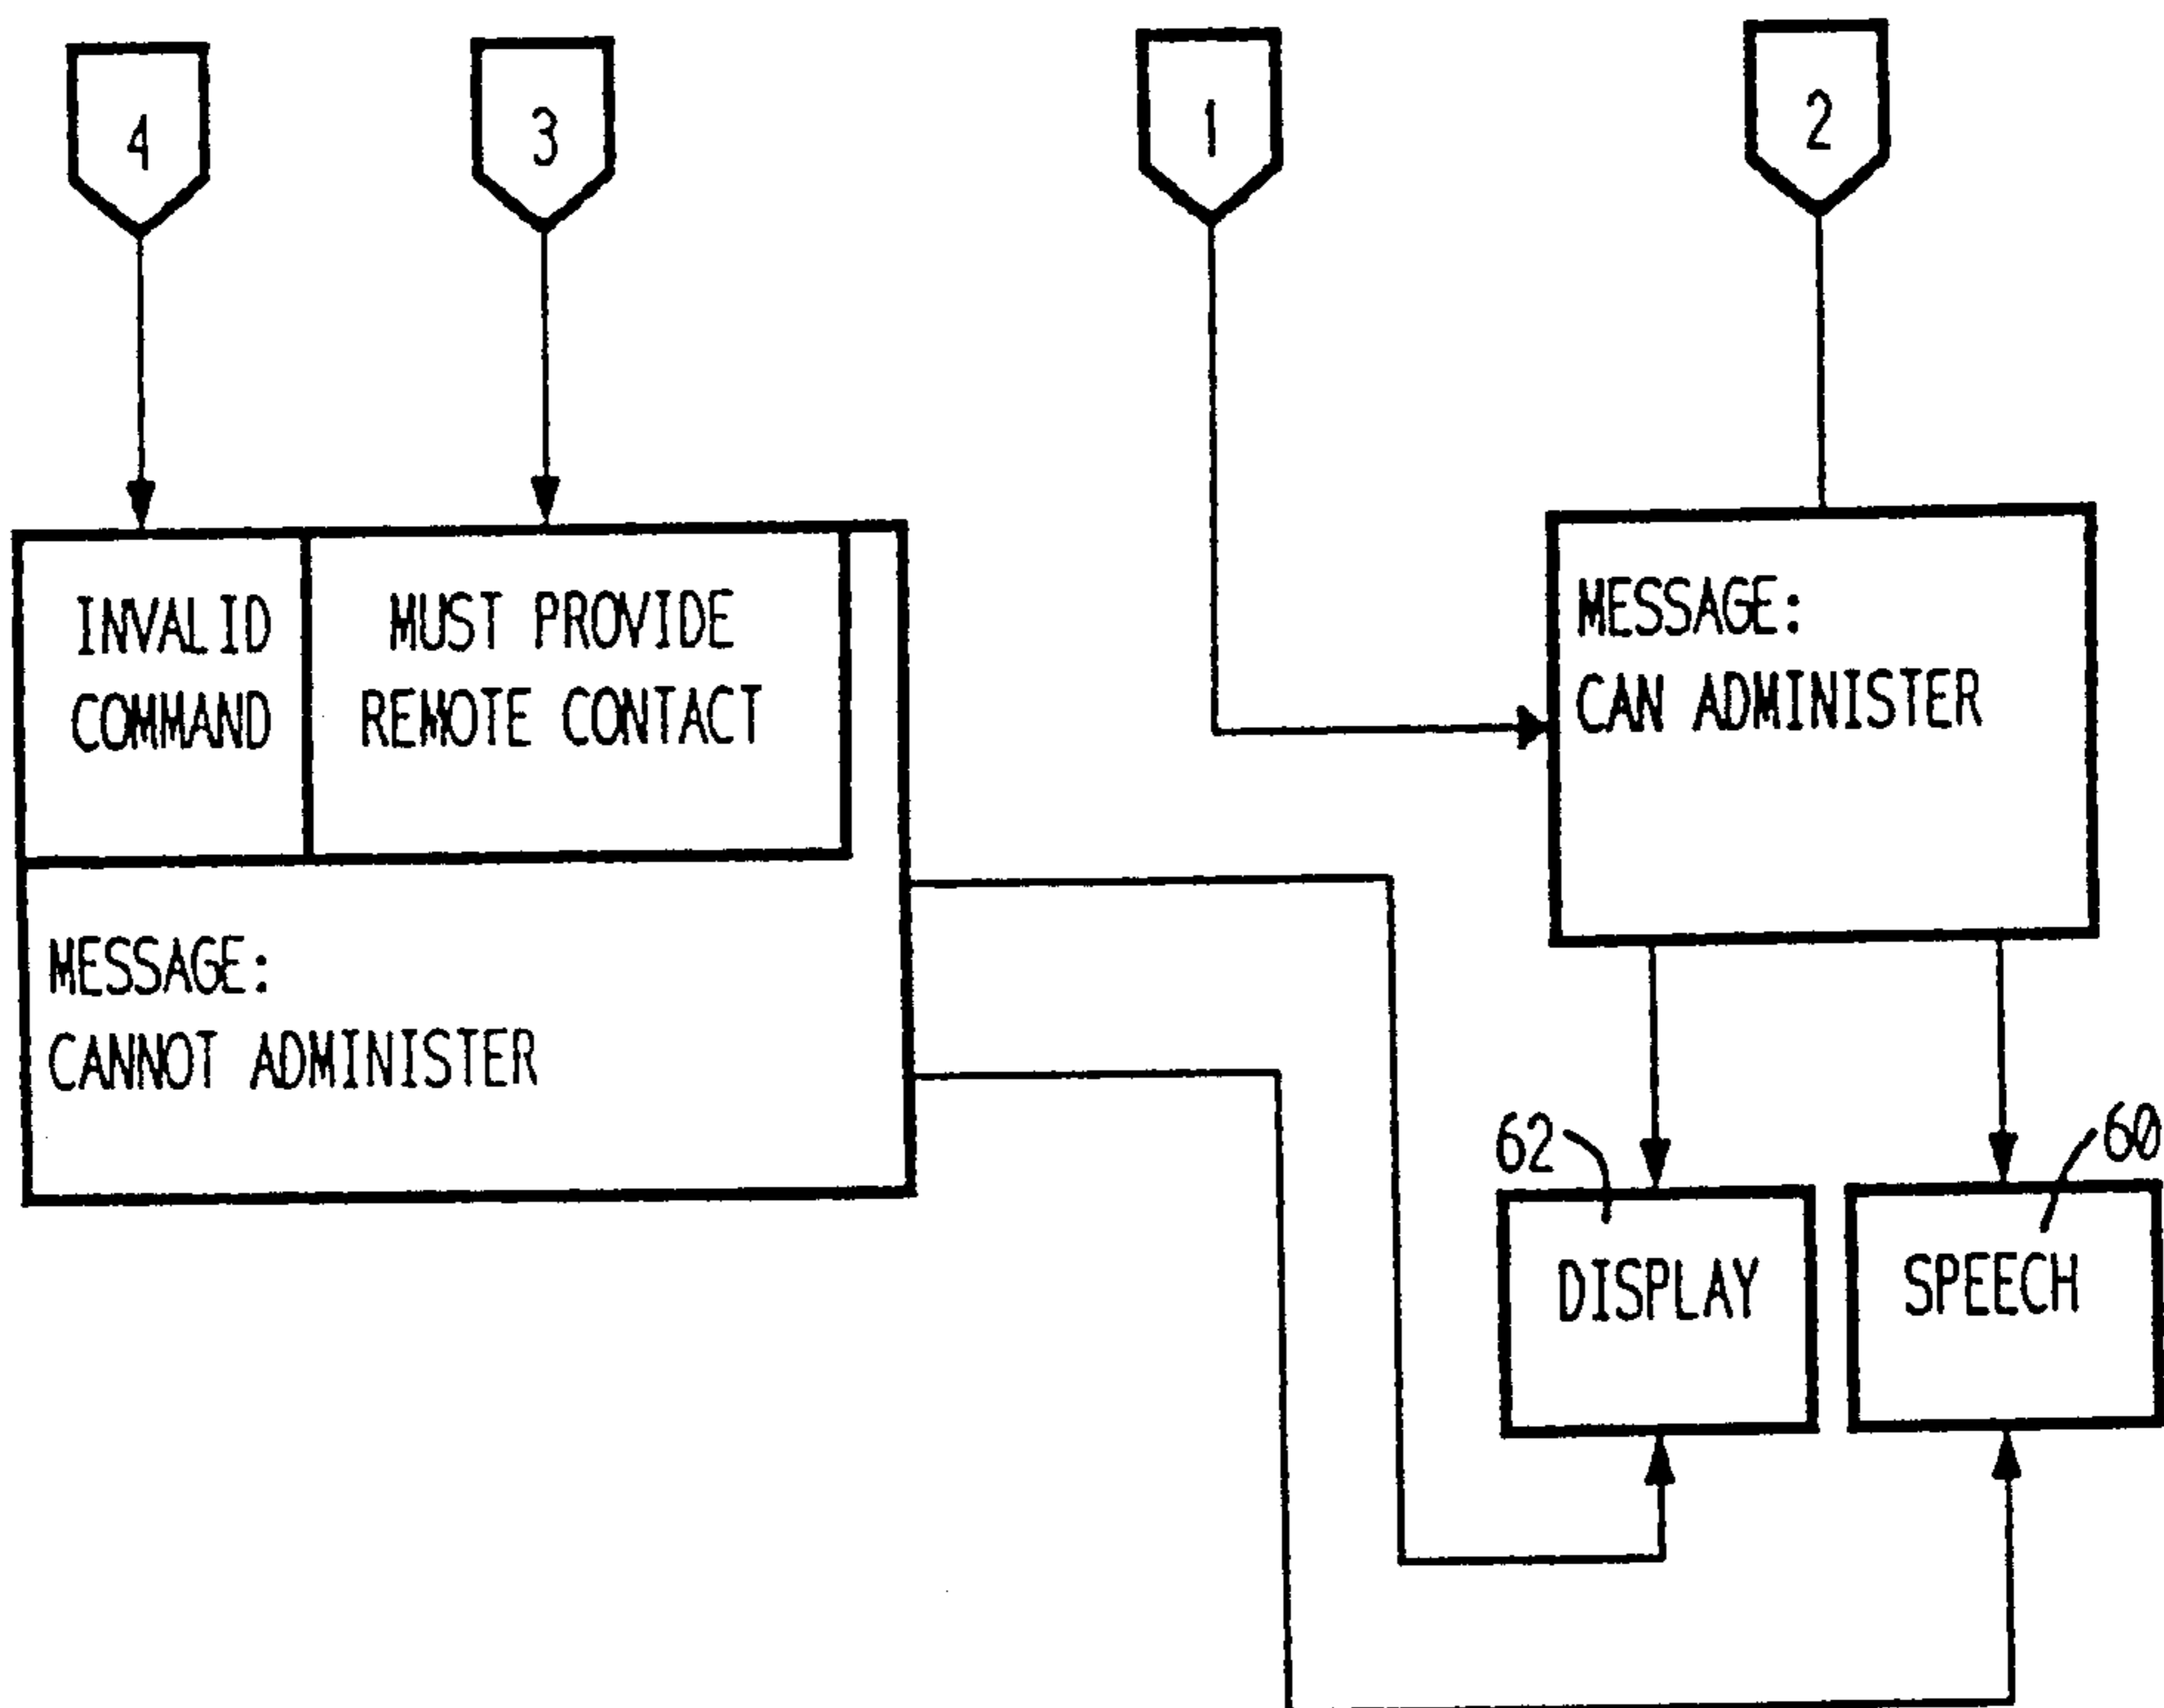 4
3
1
2
INVALID
COMMAND
MUST PROVIDE
REMOTE CONTACT
MESSAGE:
CANNOT ADMINISTER
MESSAGE:
CAN ADMINISTER
62
60
DISPLAY
SPEECH